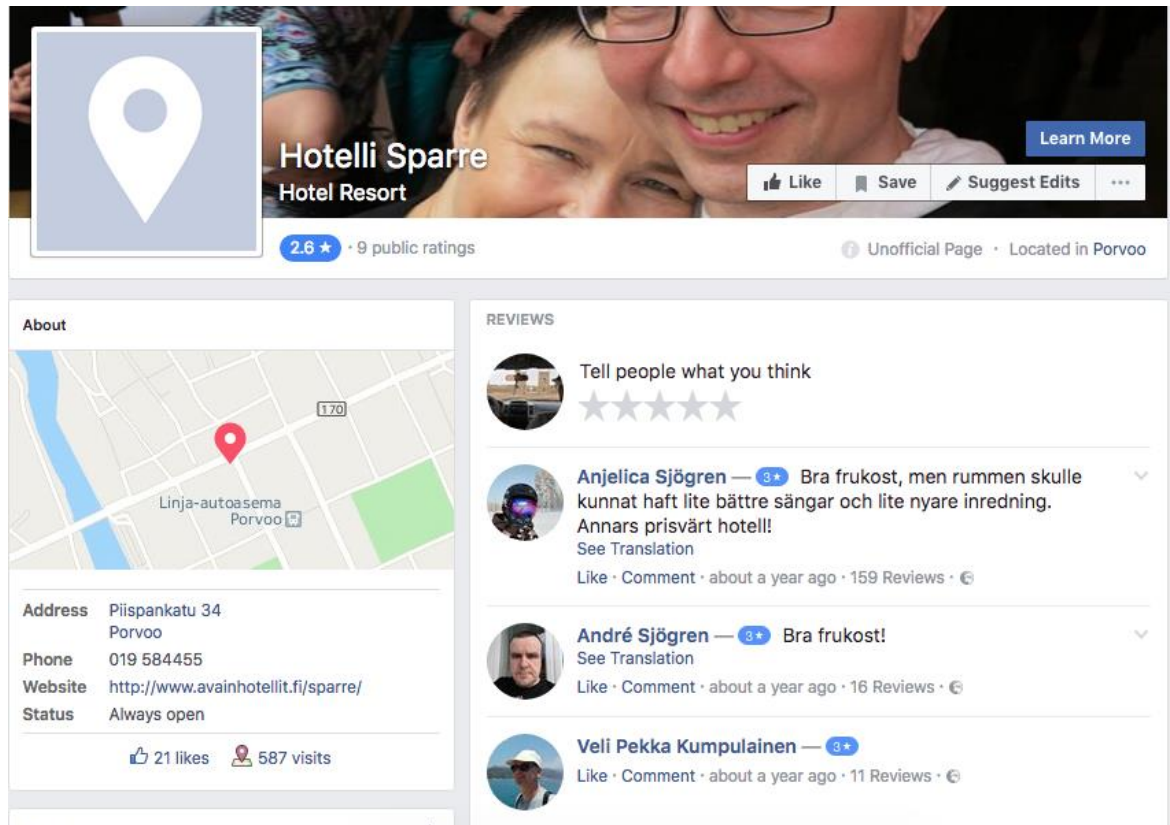 Hotelli Sparre
Hotel Resort
Learn More
Like
Save
Suggest Edits
...
2.6 ★ · 9 public ratings
Unofficial Page · Located in Porvoo
About
170
Linja-autoasema
Porvoo
Address Piispankatu 34
Porvoo
Phone 019 584455
Website http://www.avainhotellit.fi/sparre/
Status Always open
21 likes 587 visits
REVIEWS
Tell people what you think
Anjelica Sjögren — 3★ Bra frukost, men rummen skulle
kunnat haft lite bättre sängar och lite nyare inredning.
Annars prisvärt hotell!
See Translation
Like · Comment · about a year ago · 159 Reviews ·
André Sjögren — 3★ Bra frukost!
See Translation
Like · Comment · about a year ago · 16 Reviews ·
Veli Pekka Kumpulainen — 3★
Like · Comment · about a year ago · 11 Reviews ·